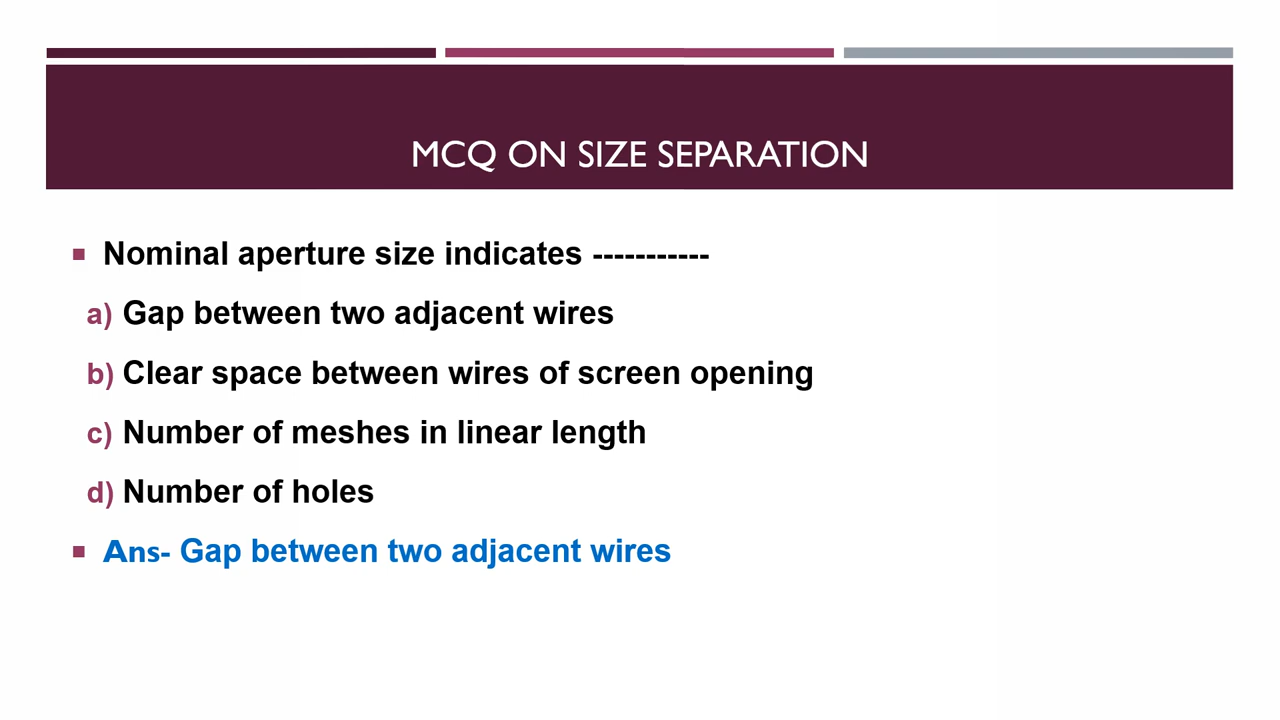 MCQ ON SIZE SEPARATION
Nominal aperture size indicates -----------
a) Gap between two adjacent wires
b) Clear space between wires of screen opening
c) Number of meshes in linear length
d) Number of holes
Ans- Gap between two adjacent wires